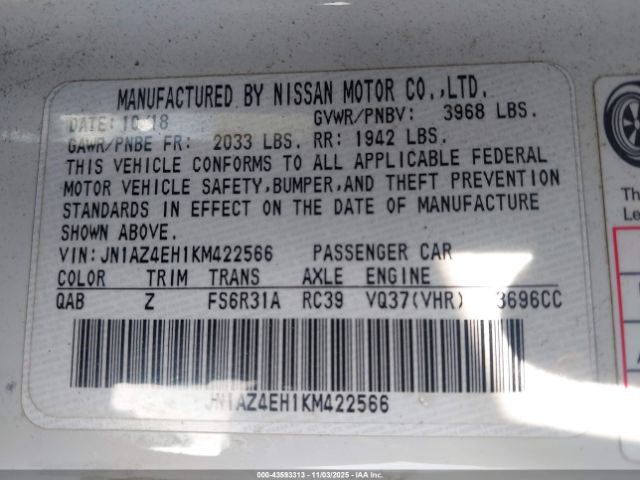 MANUFACTURED BY NISSAN MOTOR CO.,LTD.
DATE: 10/18 GVWR/PNBV: 3968 LBS.
GAWR/PNBE FR: 2033 LBS. RR: 1942 LBS.
THIS VEHICLE CONFORMS TO ALL APPLICABLE FEDERAL
MOTOR VEHICLE SAFETY,BUMPER,AND THEFT PREVENTION
STANDARDS IN EFFECT ON THE DATE OF MANUFACTURE
SHOWN ABOVE.
VIN: JN1AZ4EH1KM422566 PASSENGER CAR
COLOR TRIM TRANS AXLE ENGINE
QAB Z FS6R31A RC39 VQ37(VHR) 3696CC
JN1AZ4EH1KM422566
Th
Le
000-43593313 - 11/03/2025 - IAAI, Inc.